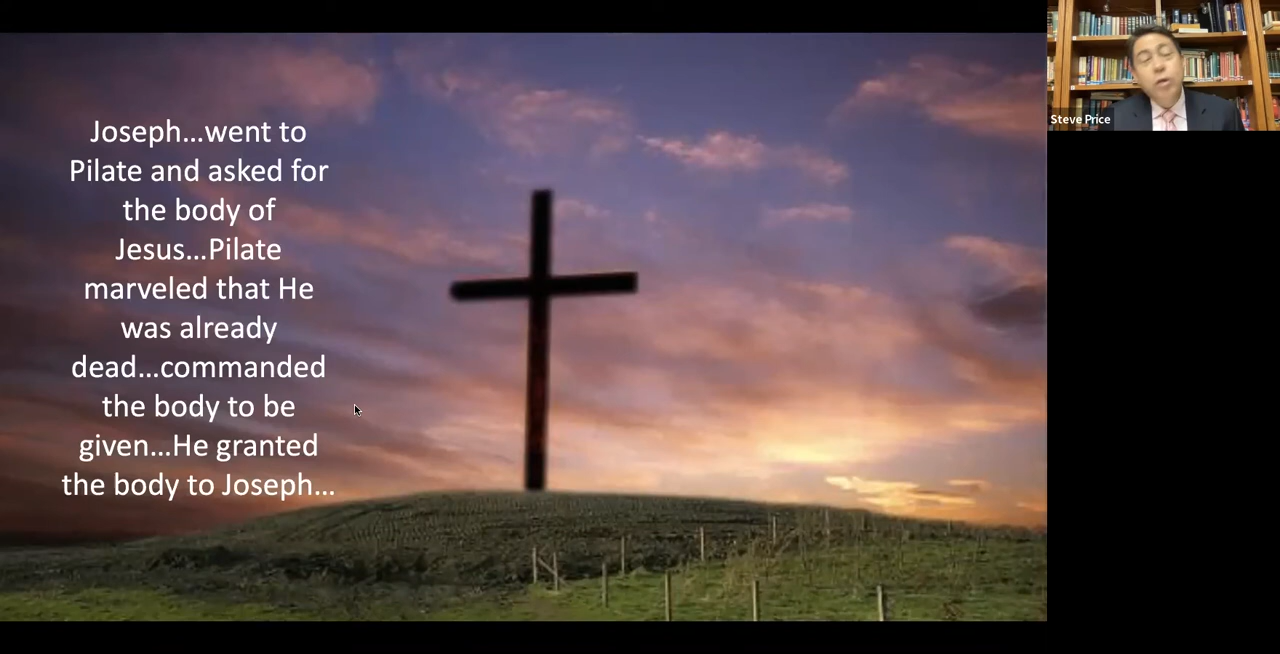 Joseph...went to
Pilate and asked for
the body of
Jesus...Pilate
marveled that He
was already
dead...commanded
the body to be
given...He granted
the body to Joseph...
Steve Price